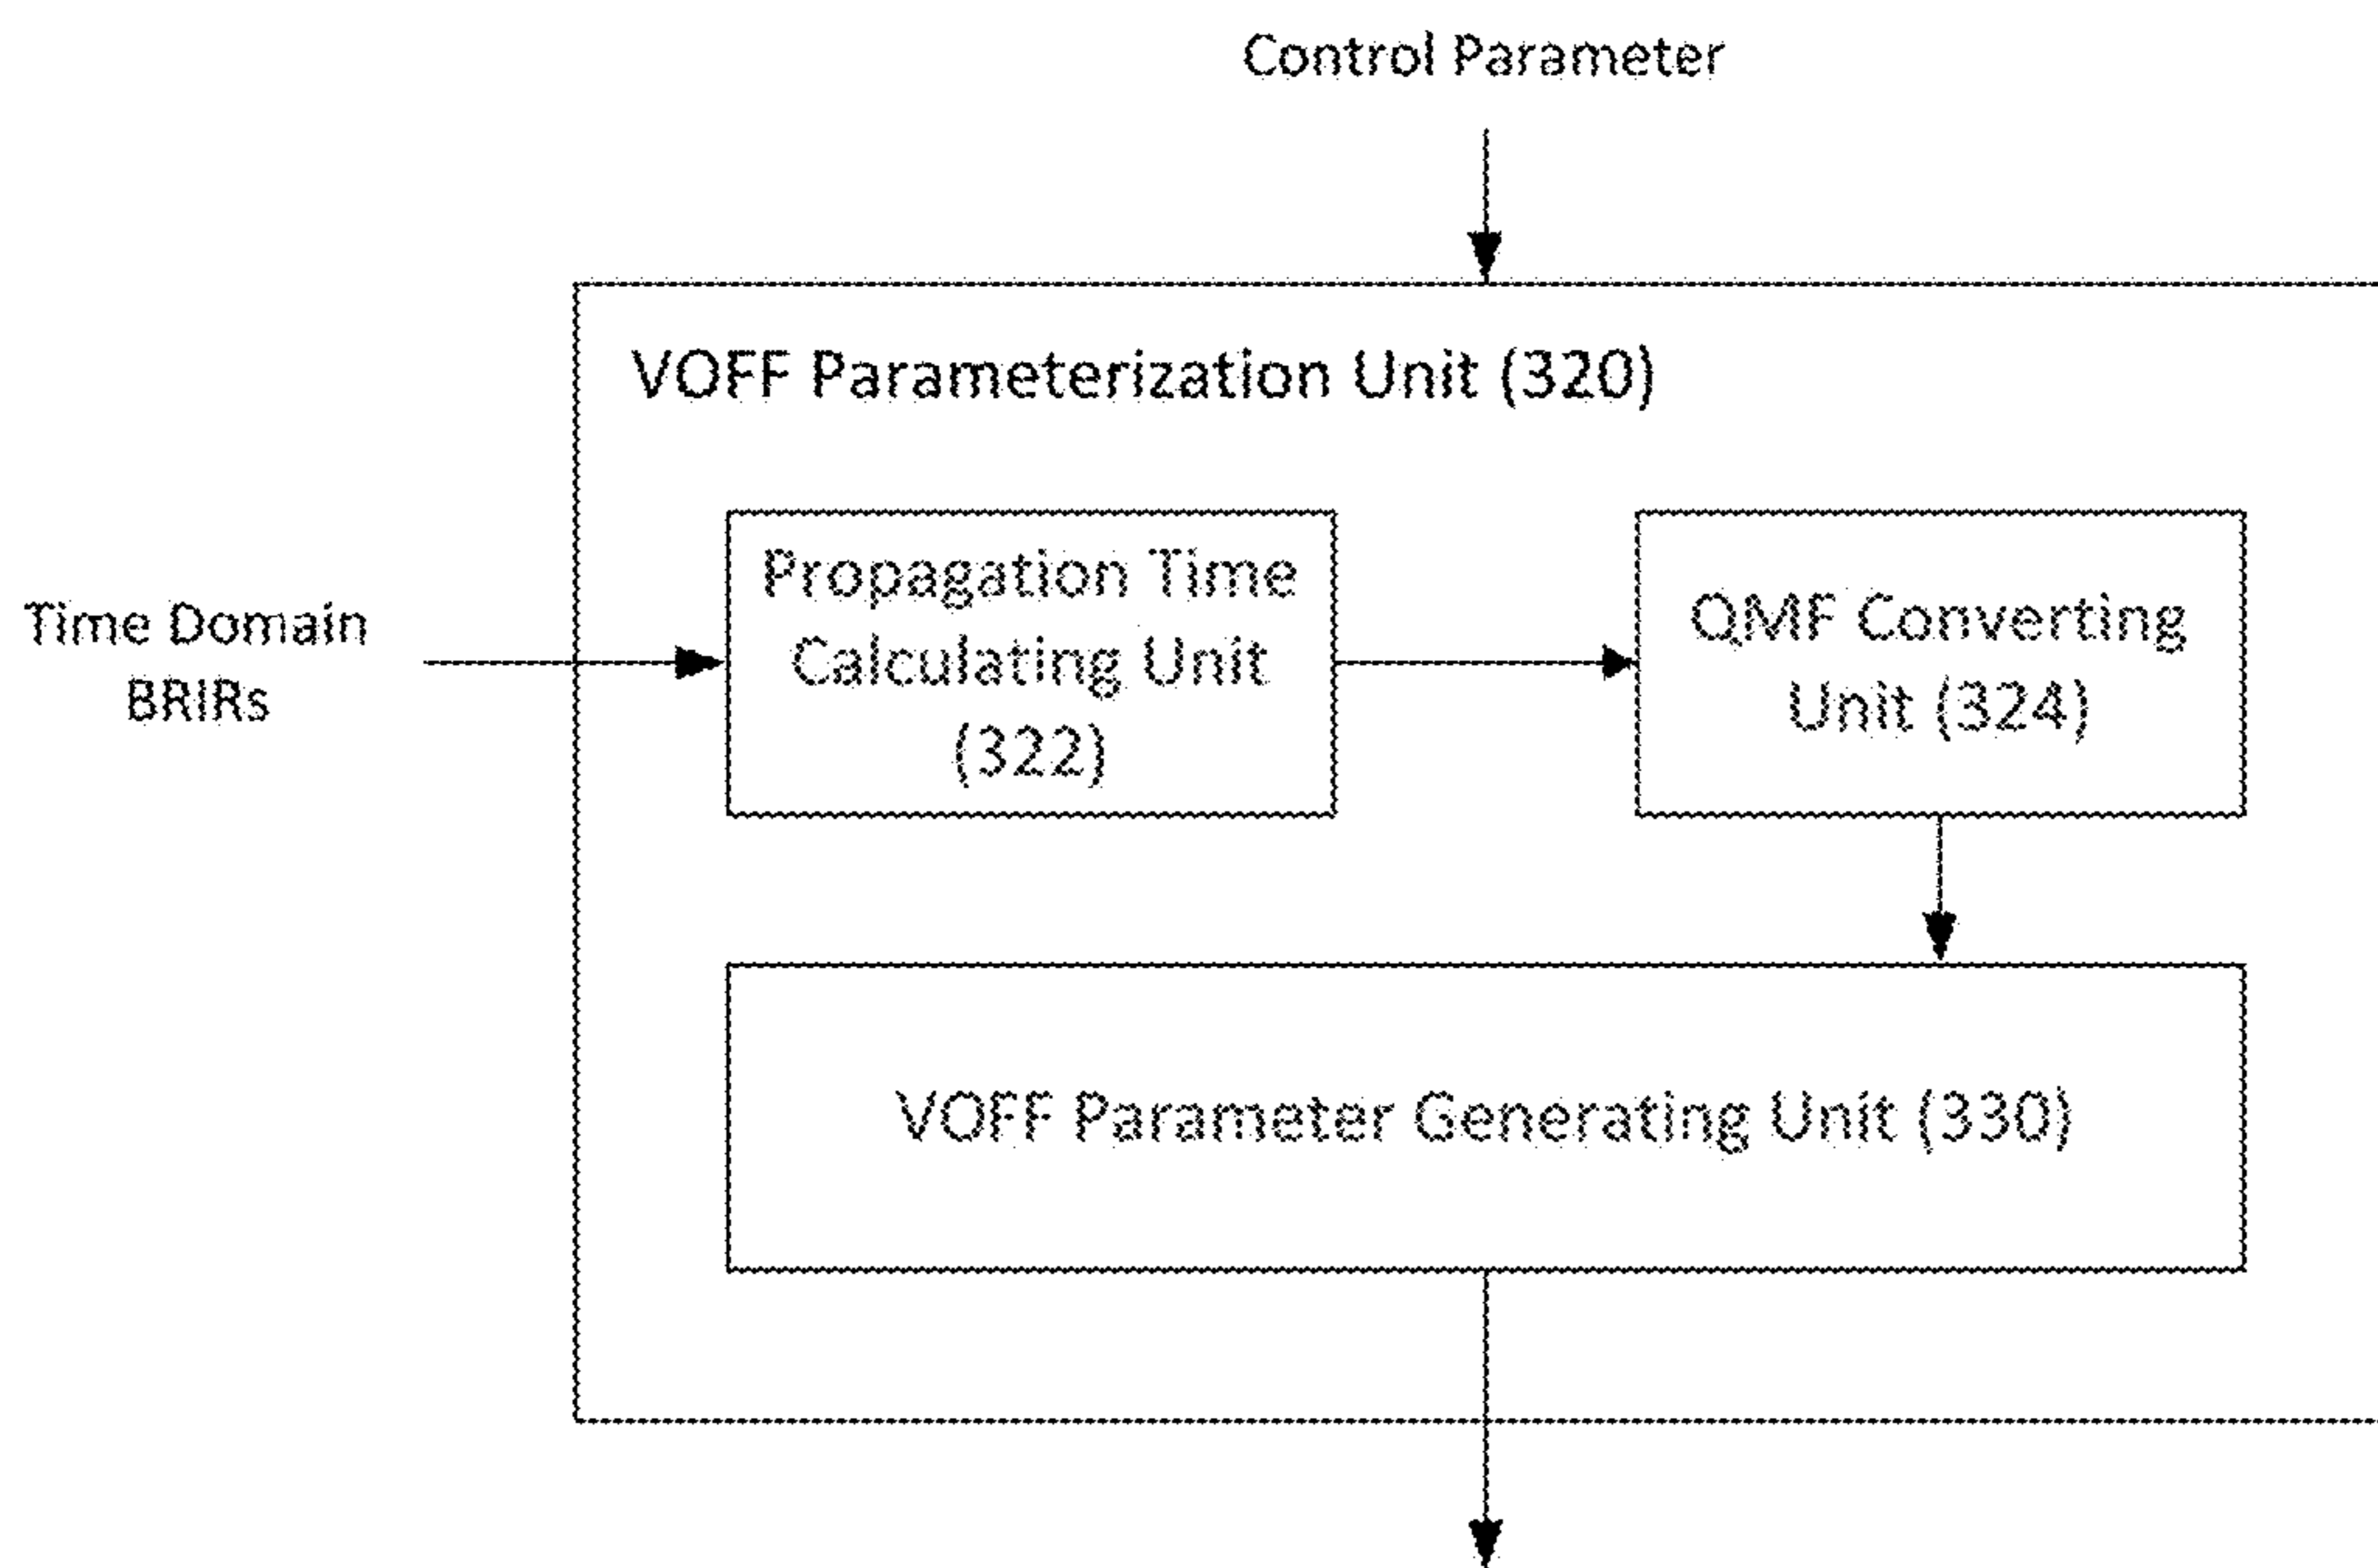 Control Parameter
VOFF Parameterization Unit (320)
Time Domain
BRIRs
Propagation Time
Calculating Unit
(322)
QMF Converting
Unit (324)
VOFF Parameter Generating Unit (330)